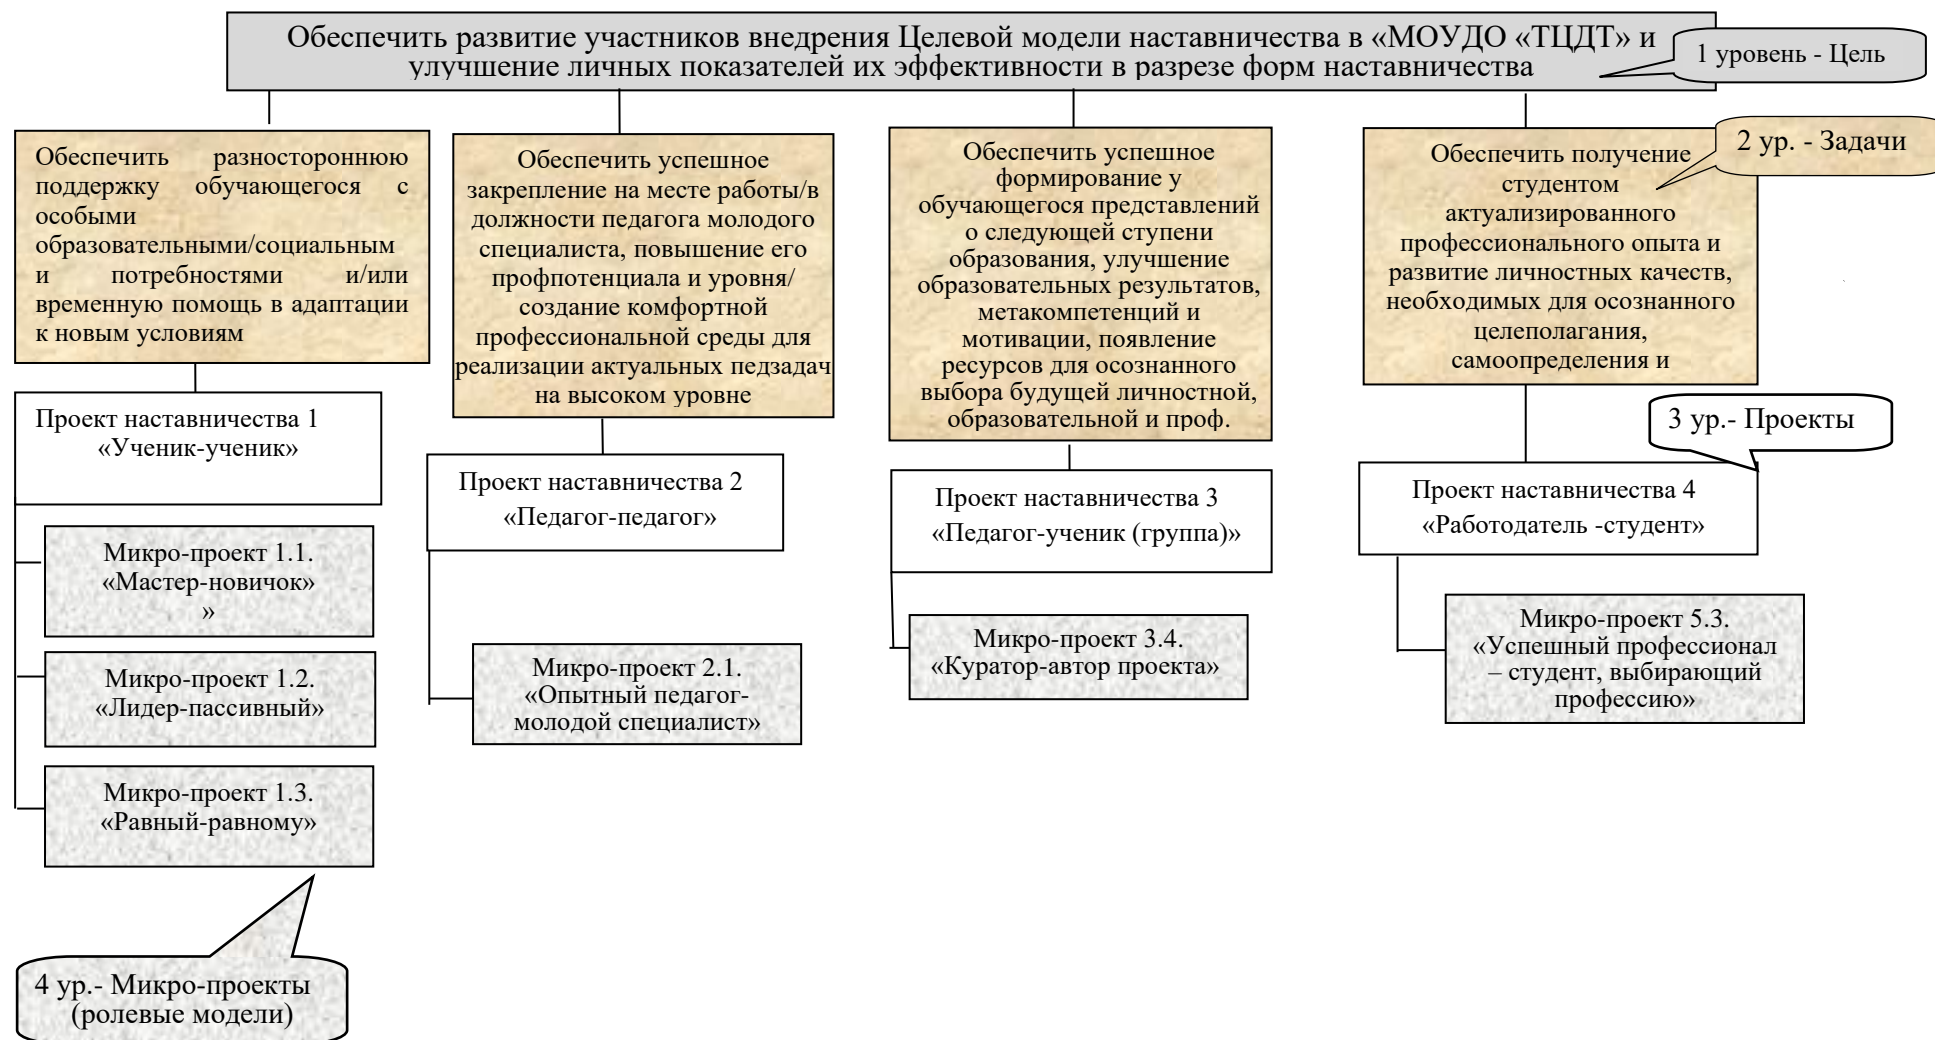 Обеспечить развитие участников внедрения Целевой модели наставничества в «МОУДО «ТЦДТ» и
улучшение личных показателей их эффективности в разрезе форм наставничества
1 уровень - Цель
Обеспечить разностороннюю
поддержку обучающегося с
особыми
образовательными/социальным
и потребностями и/или
временную помощь в адаптации
к новым условиям
Обеспечить успешное
закрепление на месте работы/в
должности педагога молодого
специалиста, повышение его
профпотенциала и уровня/
создание комфортной
профессиональной среды для
реализации актуальных педзадач
на высоком уровне
Обеспечить успешное
формирование у
обучающегося представлений
о следующей ступени
образования, улучшение
образовательных результатов,
метакомпетенций и
мотивации, появление
ресурсов для осознанного
выбора будущей личностной,
образовательной и проф.
Обеспечить получение
студентом
актуализированного
профессионального опыта и
развитие личностных качеств,
необходимых для осознанного
целеполагания,
самоопределения и
2 ур. - Задачи
Проект наставничества 1
«Ученик-ученик»
Проект наставничества 2
«Педагог-педагог»
Проект наставничества 3
«Педагог-ученик (группа)»
Проект наставничества 4
«Работодатель -студент»
3 ур.- Проекты
Микро-проект 1.1.
«Мастер-новичок»
»
Микро-проект 1.2.
«Лидер-пассивный»
Микро-проект 1.3.
«Равный-равному»
Микро-проект 2.1.
«Опытный педагог-
молодой специалист»
Микро-проект 3.4.
«Куратор-автор проекта»
Микро-проект 5.3.
«Успешный профессионал
– студент, выбирающий
профессию»
4 ур.- Микро-проекты
(ролевые модели)